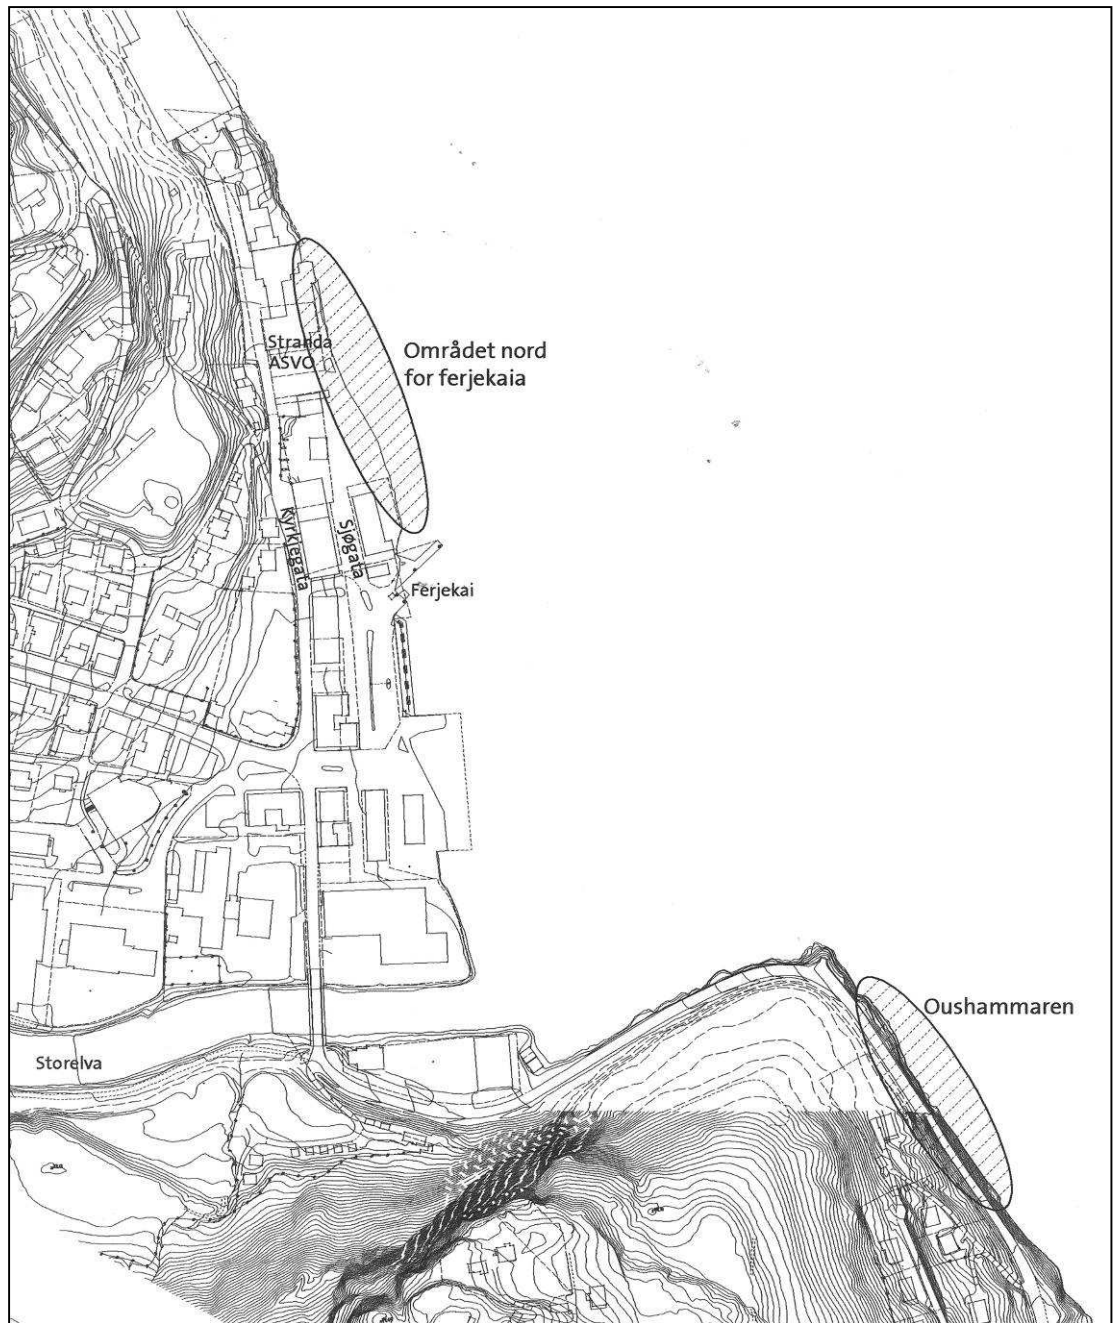 Stranda
ASVO
Området nord
for ferjekaia
Kyrkjegata
Sjøgata
Ferjekai
Oushammaren
Storelva